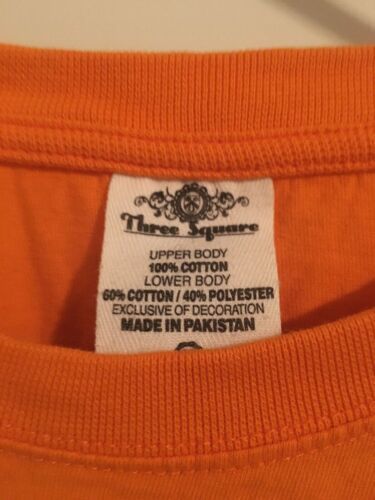 Three Square
UPPER BODY
100% COTTON
LOWER BODY
60% COTTON / 40% POLYESTER
EXCLUSIVE OF DECORATION
MADE IN PAKISTAN